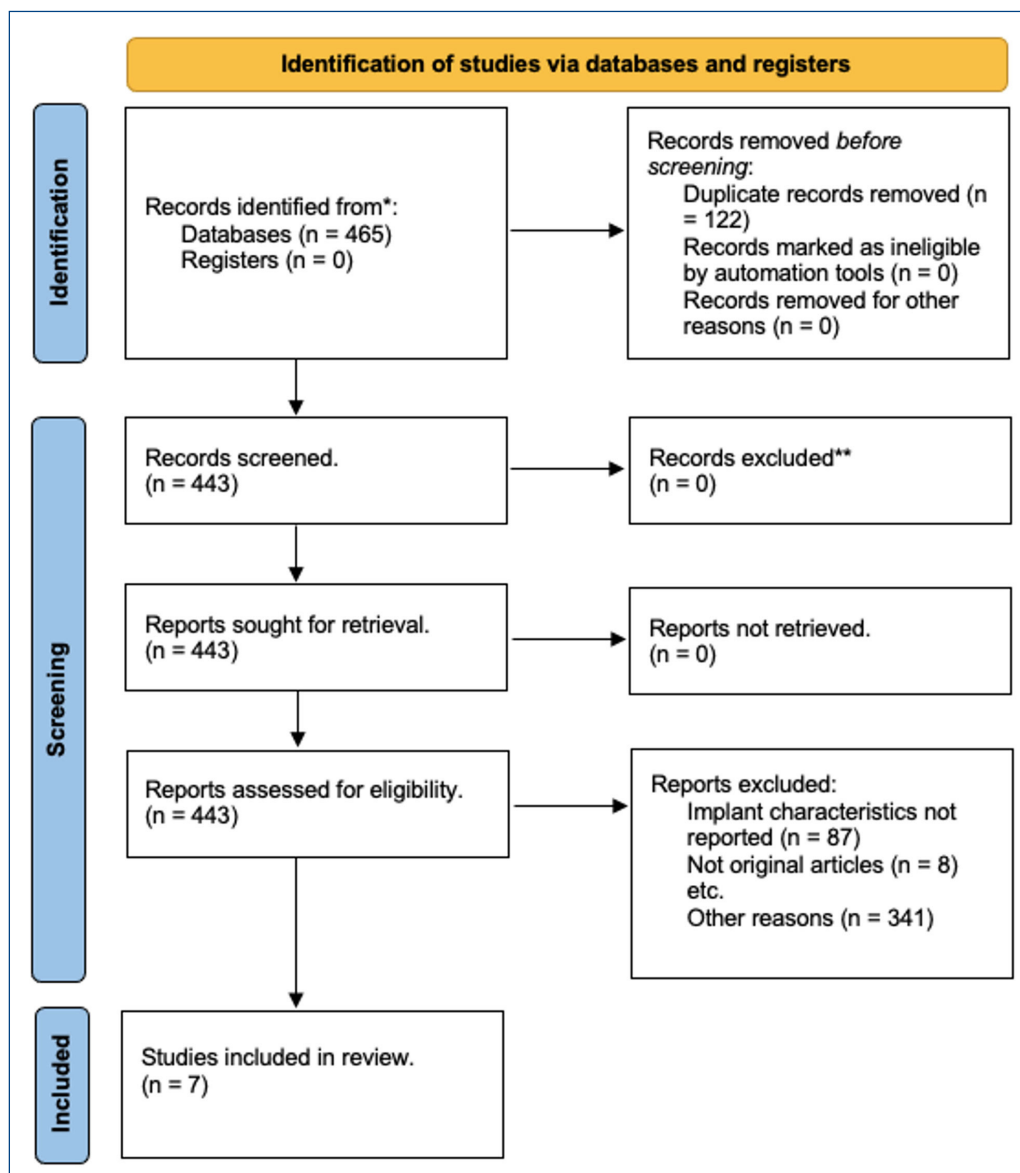 Identification of studies via databases and registers
Identification
Records identified from*:
Databases (n = 465)
Registers (n = 0)
Records removed before
screening:
Duplicate records removed (n
= 122)
Records marked as ineligible
by automation tools (n = 0)
Records removed for other
reasons (n = 0)
Screening
Records screened.
(n = 443)
Records excluded**
(n = 0)
Reports sought for retrieval.
(n = 443)
Reports not retrieved.
(n = 0)
Reports assessed for eligibility.
(n = 443)
Reports excluded:
Implant characteristics not
reported (n = 87)
Not original articles (n = 8)
etc.
Other reasons (n = 341)
Included
Studies included in review.
(n = 7)